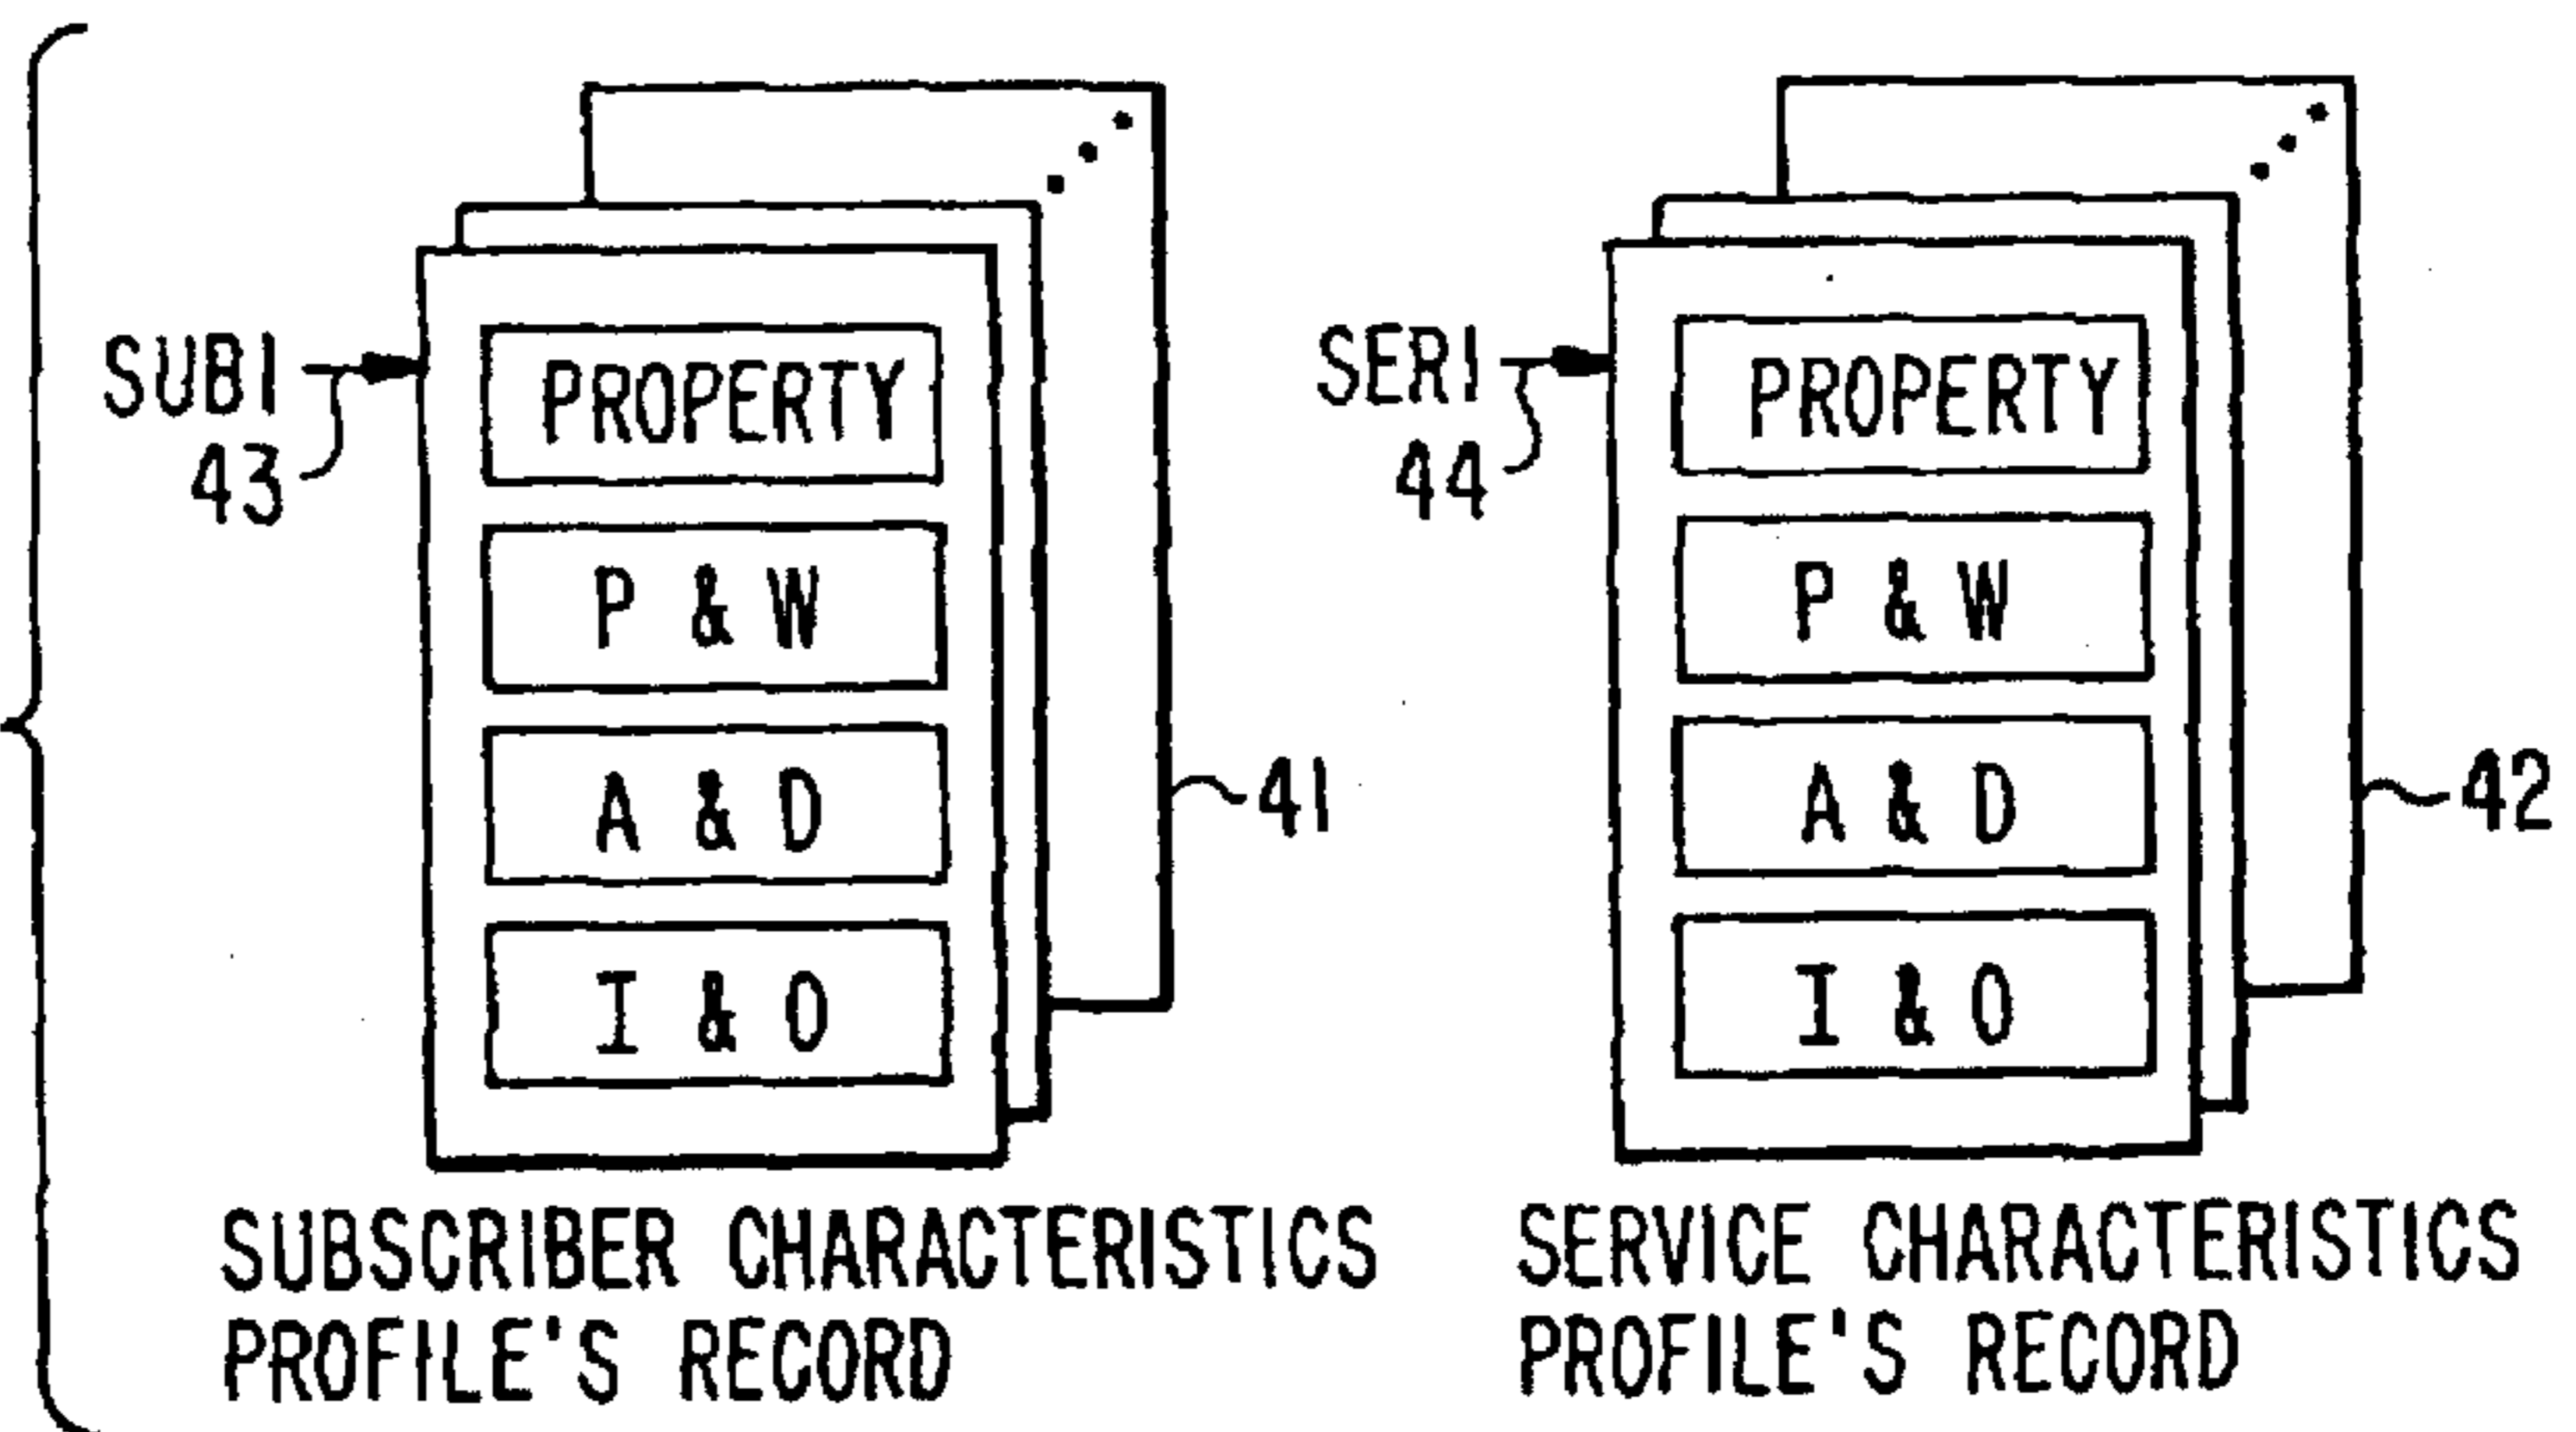 SUBI
43
PROPERTY
P & W
A & D
I & O
41
SUBSCRIBER CHARACTERISTICS
PROFILE'S RECORD
SERI
44
PROPERTY
P & W
A & D
I & O
42
SERVICE CHARACTERISTICS
PROFILE'S RECORD